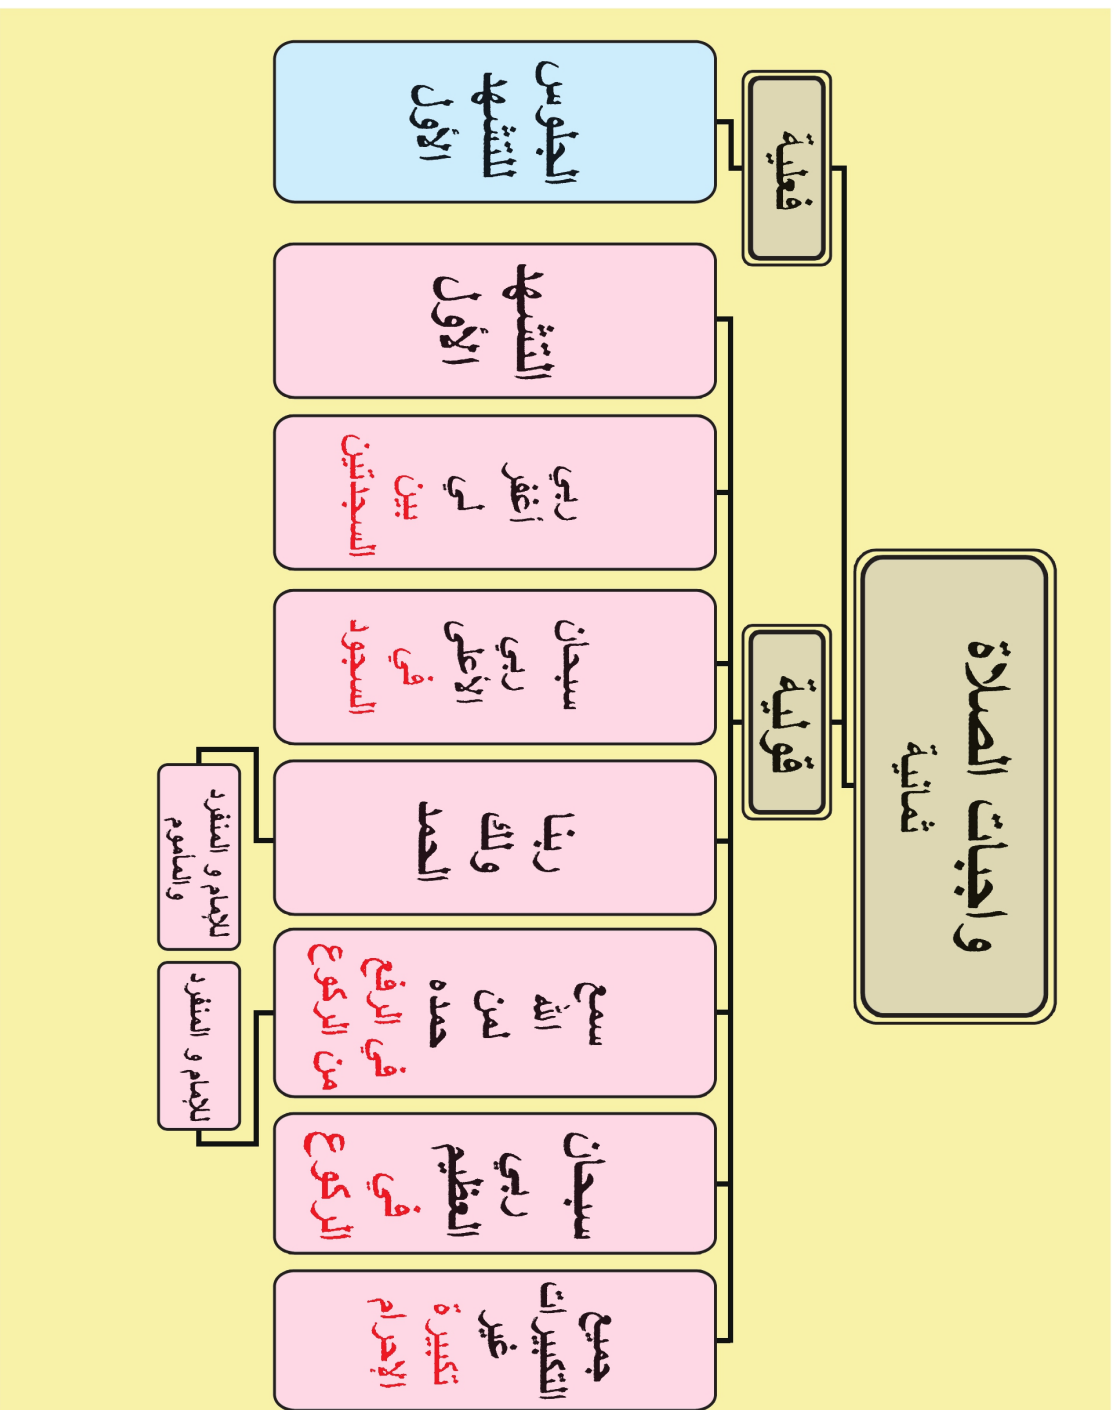 واجبات الصلاة
ثمانية
قولية
فعلية
جميع
التكبيرات
غير
تكبيرة
الإحرام
سبحان
ربي
العظيم
في
الركوع
سمع
الله
لمن
حمده
في الرفع
من الركوع
للإمام و المنفرد
ربنا
ولك
الحمد
للإمام و المنفرد
والمأموم
سبحان
ربي
الأعلى
في
السجود
ربي
أغفر
لي
بين
السجدتين
التشهد
الأول
الجلوس
للتشهد
الأول